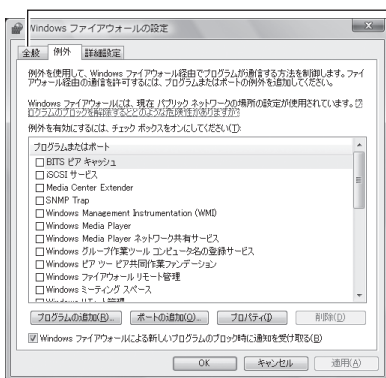 Windows ファイアウォールの設定
全般 例外 詳細設定
例外を使用して、Windows ファイアウォール経由でプログラムが通信する方法を制御します。ファイ
アウォール経由の通信を許可するには、プログラムまたはポートの例外を追加してください。
Windows ファイアウォールには、現在 パブリック ネットワークの場所の設定が使用されています。プ
ログラムのブロックを解除するとどのような危険性がありますか?
例外を有効にするには、チェック ボックスをオンにしてください(T):
プログラムまたはポート
BITS ピア キャッシュ
iSCSI サービス
Media Center Extender
SNMP Trap
Windows Management Instrumentation (WMI)
Windows Media Player
Windows Media Player ネットワーク共有サービス
Windows グループ作業ツール コンピュータ名の登録サービス
Windows ピア ツー ピア共同作業ファンデーション
Windows ファイアウォール リモート管理
Windows ミーティング スペース
Windows リモート管理
プログラムの追加(R)... ポートの追加(O)... プロパティ(I) 削除(D)
Windows ファイアウォールによる新しいプログラムのブロック時に通知を受け取る(B)
OK キャンセル 適用(A)